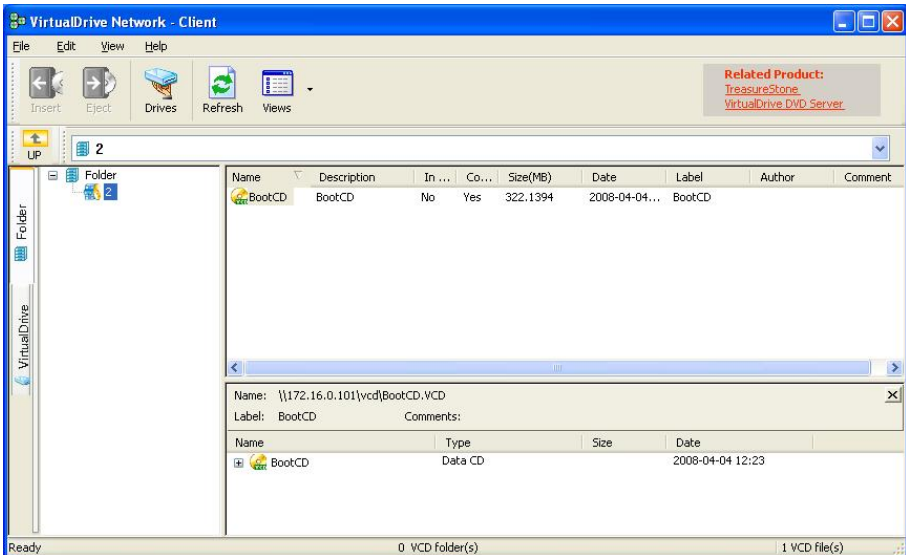 VirtualDrive Network - Client
File Edit View Help
Insert Eject Drives Refresh Views
Related Product:
TreasureStone
VirtualDrive DVD Server
UP 2
Folder
VirtualDrive
Folder
2
Name Description In ... Co... Size(MB) Date Label Author Comment
BootCD BootCD No Yes 322.1394 2008-04-04... BootCD
Name: \\172.16.0.101\vcd\BootCD.VCD
Label: BootCD Comments:
Name Type Size Date
BootCD Data CD 2008-04-04 12:23
Ready 0 VCD folder(s) 1 VCD file(s)